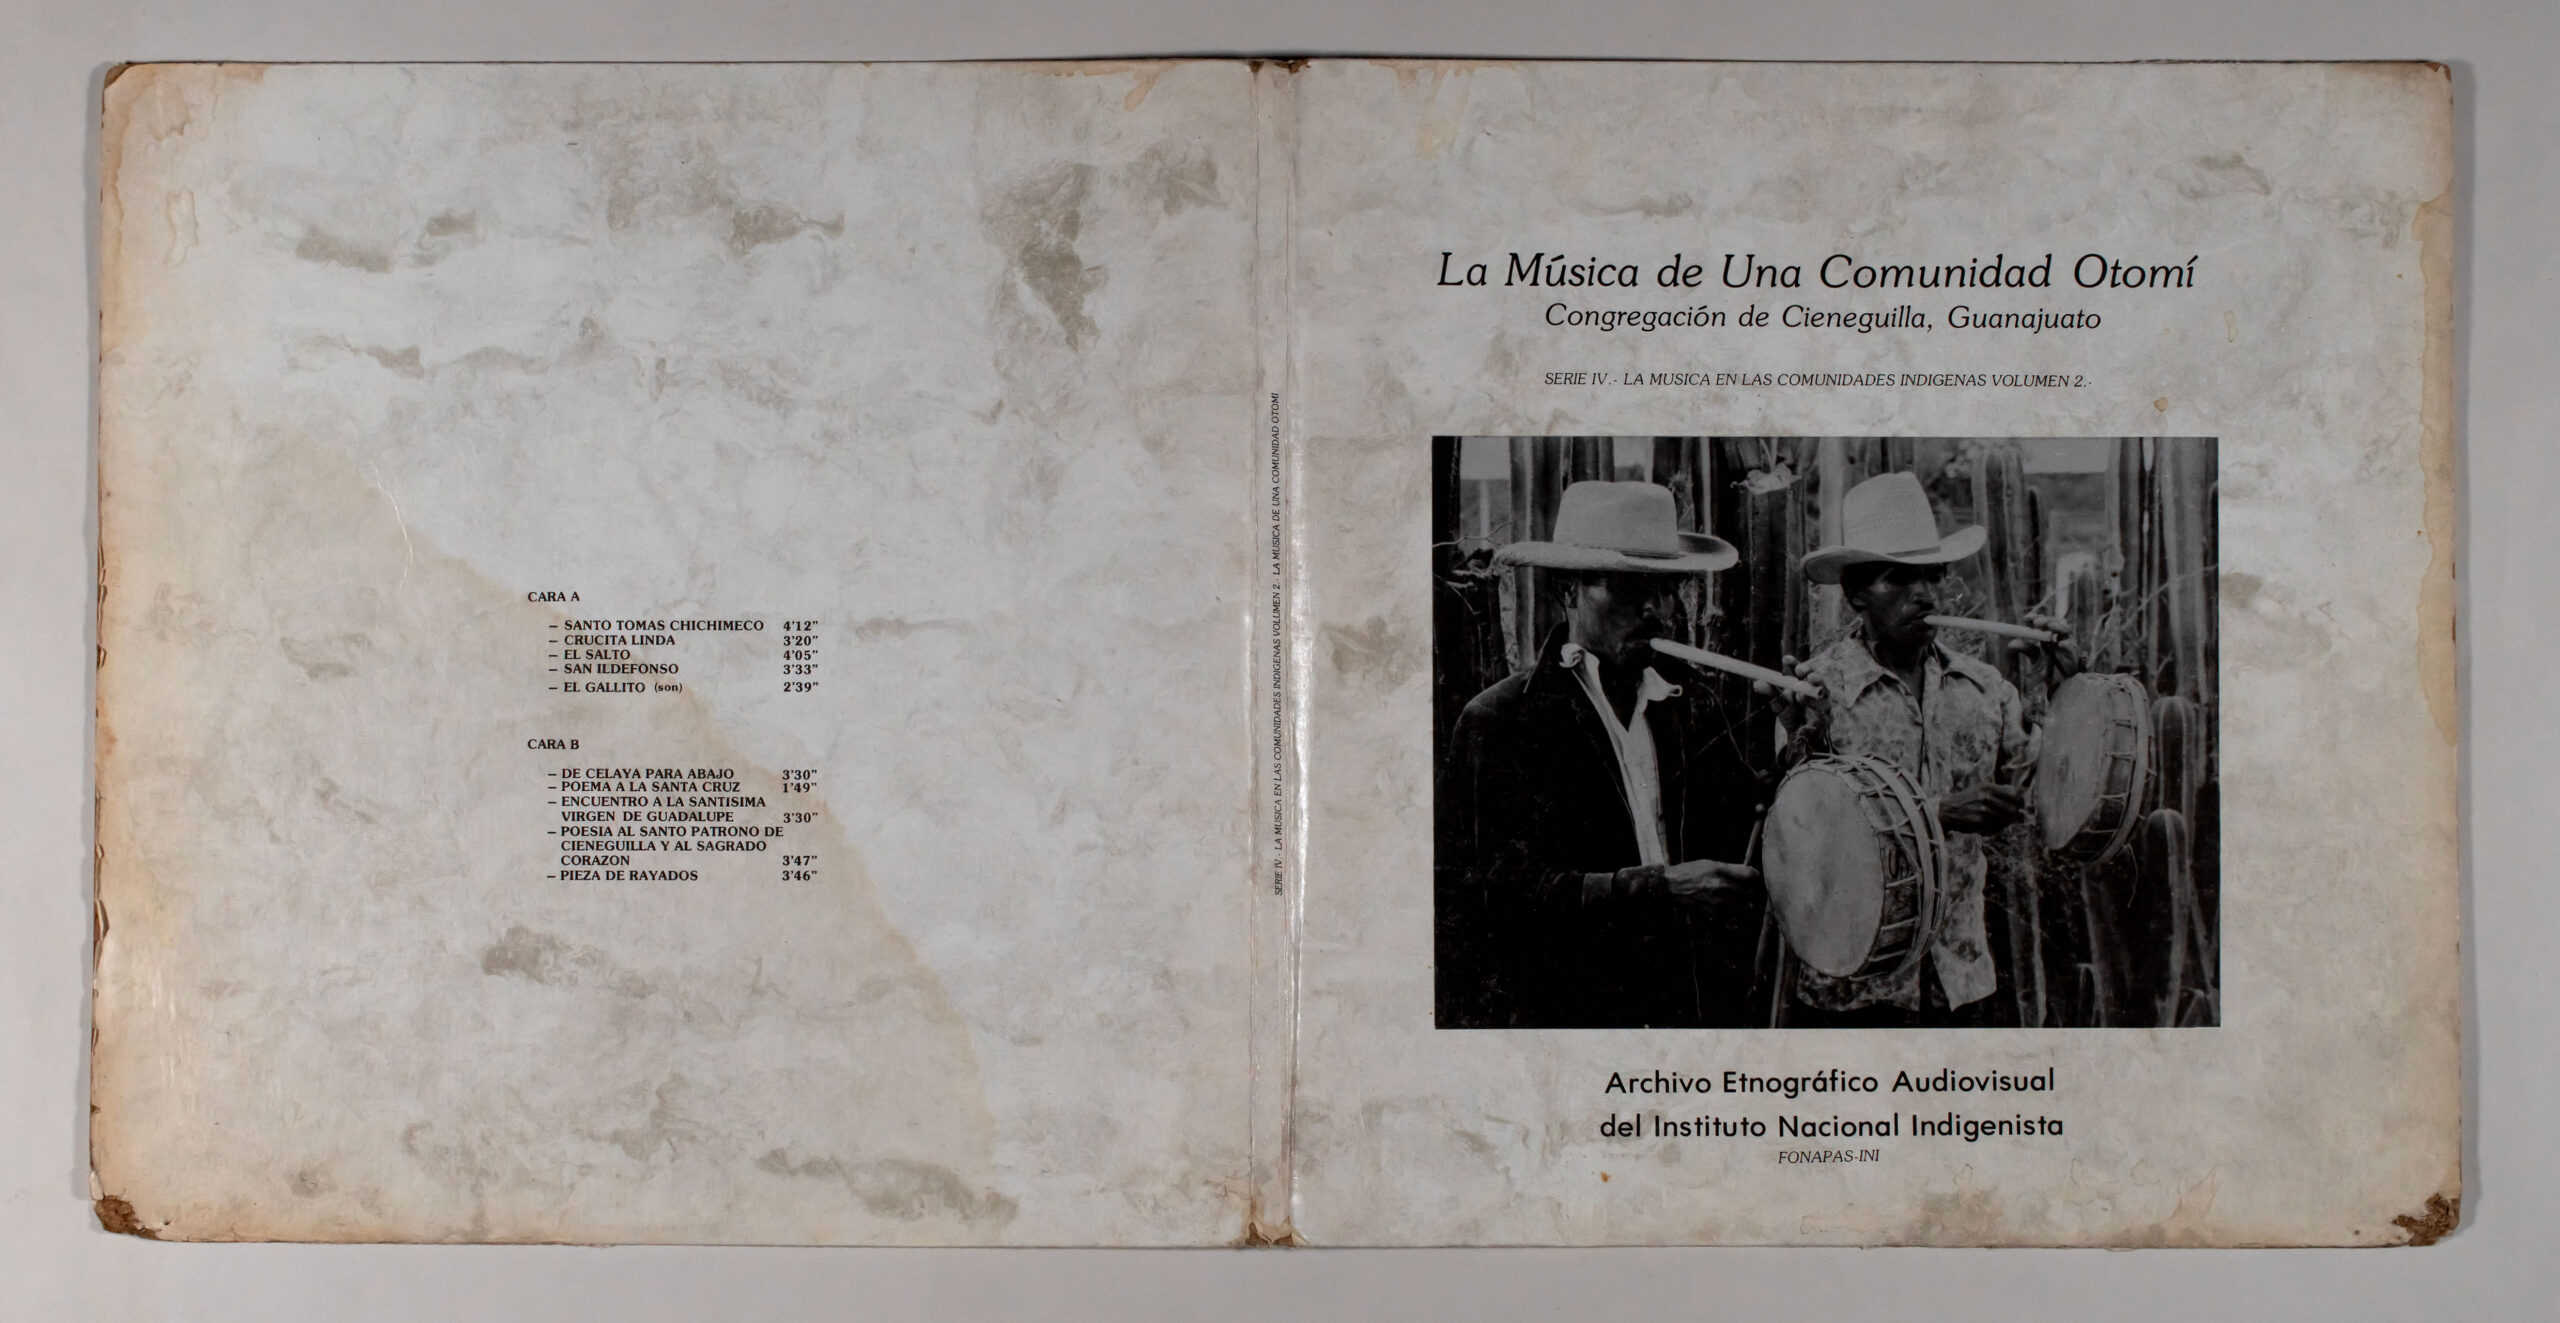 CARA A
– SANTO TOMAS CHICHIMECO 4'12"
– CRUCITA LINDA 3'20"
– EL SALTO 4'05"
– SAN ILDEFONSO 3'33"
– EL GALLITO (son) 2'39"
CARA B
– DE CELAYA PARA ABAJO 3'30"
– POEMA A LA SANTA CRUZ 1'49"
– ENCUENTRO A LA SANTISIMA
VIRGEN DE GUADALUPE 3'30"
– POESIA AL SANTO PATRONO DE
CIENEGUILLA Y AL SAGRADO
CORAZON 3'47"
– PIEZA DE RAYADOS 3'46"
SERIE IV.- LA MUSICA EN LAS COMUNIDADES INDIGENAS VOLUMEN 2.- LA MUSICA DE UNA COMUNIDAD OTOMI
La Música de Una Comunidad Otomí
Congregación de Cieneguilla, Guanajuato
SERIE IV.- LA MUSICA EN LAS COMUNIDADES INDIGENAS VOLUMEN 2.-
Archivo Etnográfico Audiovisual
del Instituto Nacional Indigenista
FONAPAS-INI